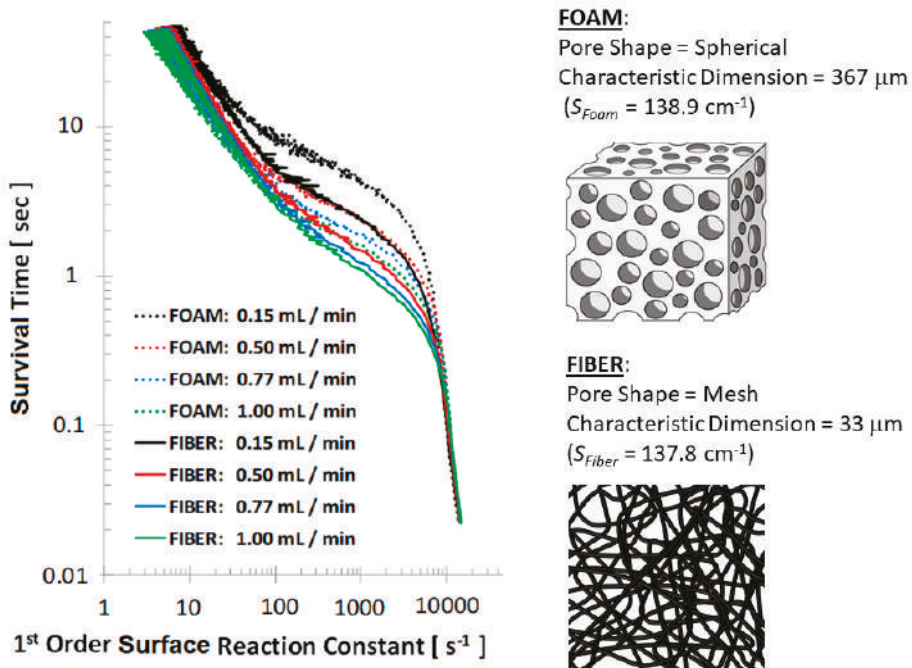 Survival Time [ sec ]
10
1
0.1
0.01
FOAM: 0.15 mL / min
FOAM: 0.50 mL / min
FOAM: 0.77 mL / min
FOAM: 1.00 mL / min
FIBER: 0.15 mL / min
FIBER: 0.50 mL / min
FIBER: 0.77 mL / min
FIBER: 1.00 mL / min
1 10 100 1000 10000
1st Order Surface Reaction Constant [ s⁻¹ ]
FOAM:
Pore Shape = Spherical
Characteristic Dimension = 367 μm
(S_Foam = 138.9 cm⁻¹)
FIBER:
Pore Shape = Mesh
Characteristic Dimension = 33 μm
(S_Fiber = 137.8 cm⁻¹)